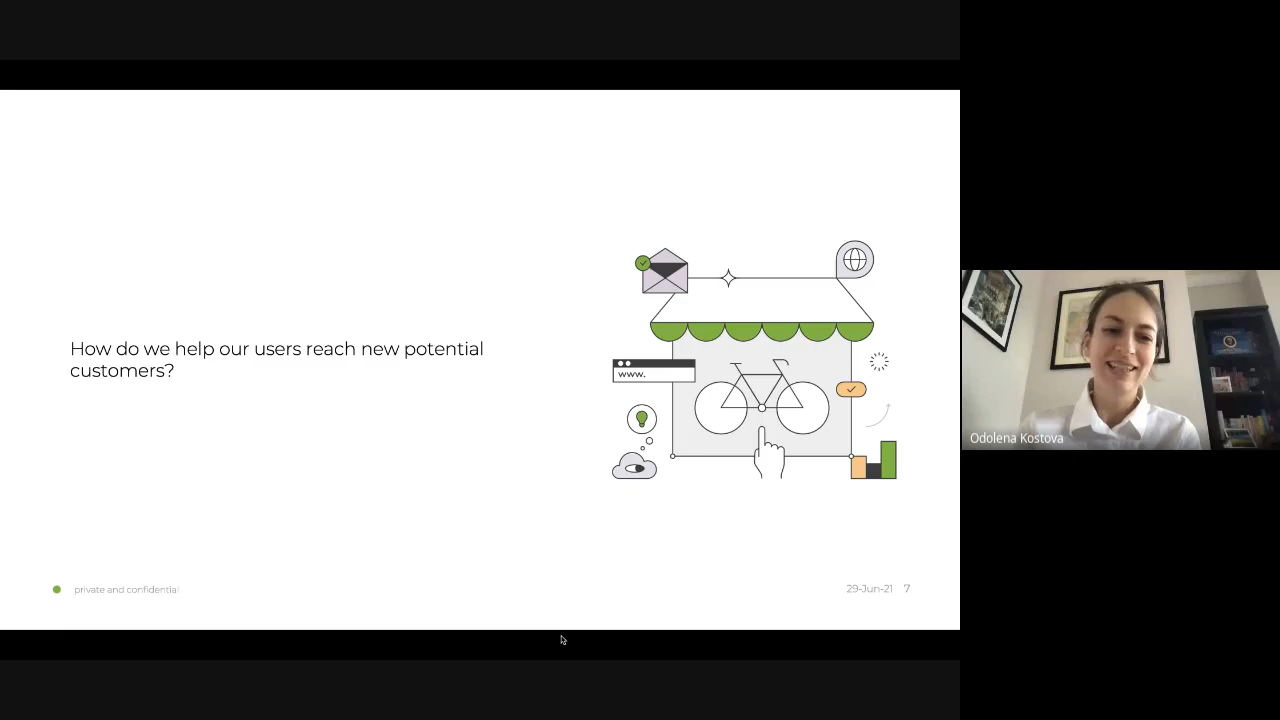 How do we help our users reach new potential
customers?
www.
private and confidential
29-Jun-21 7
Odolena Kostova